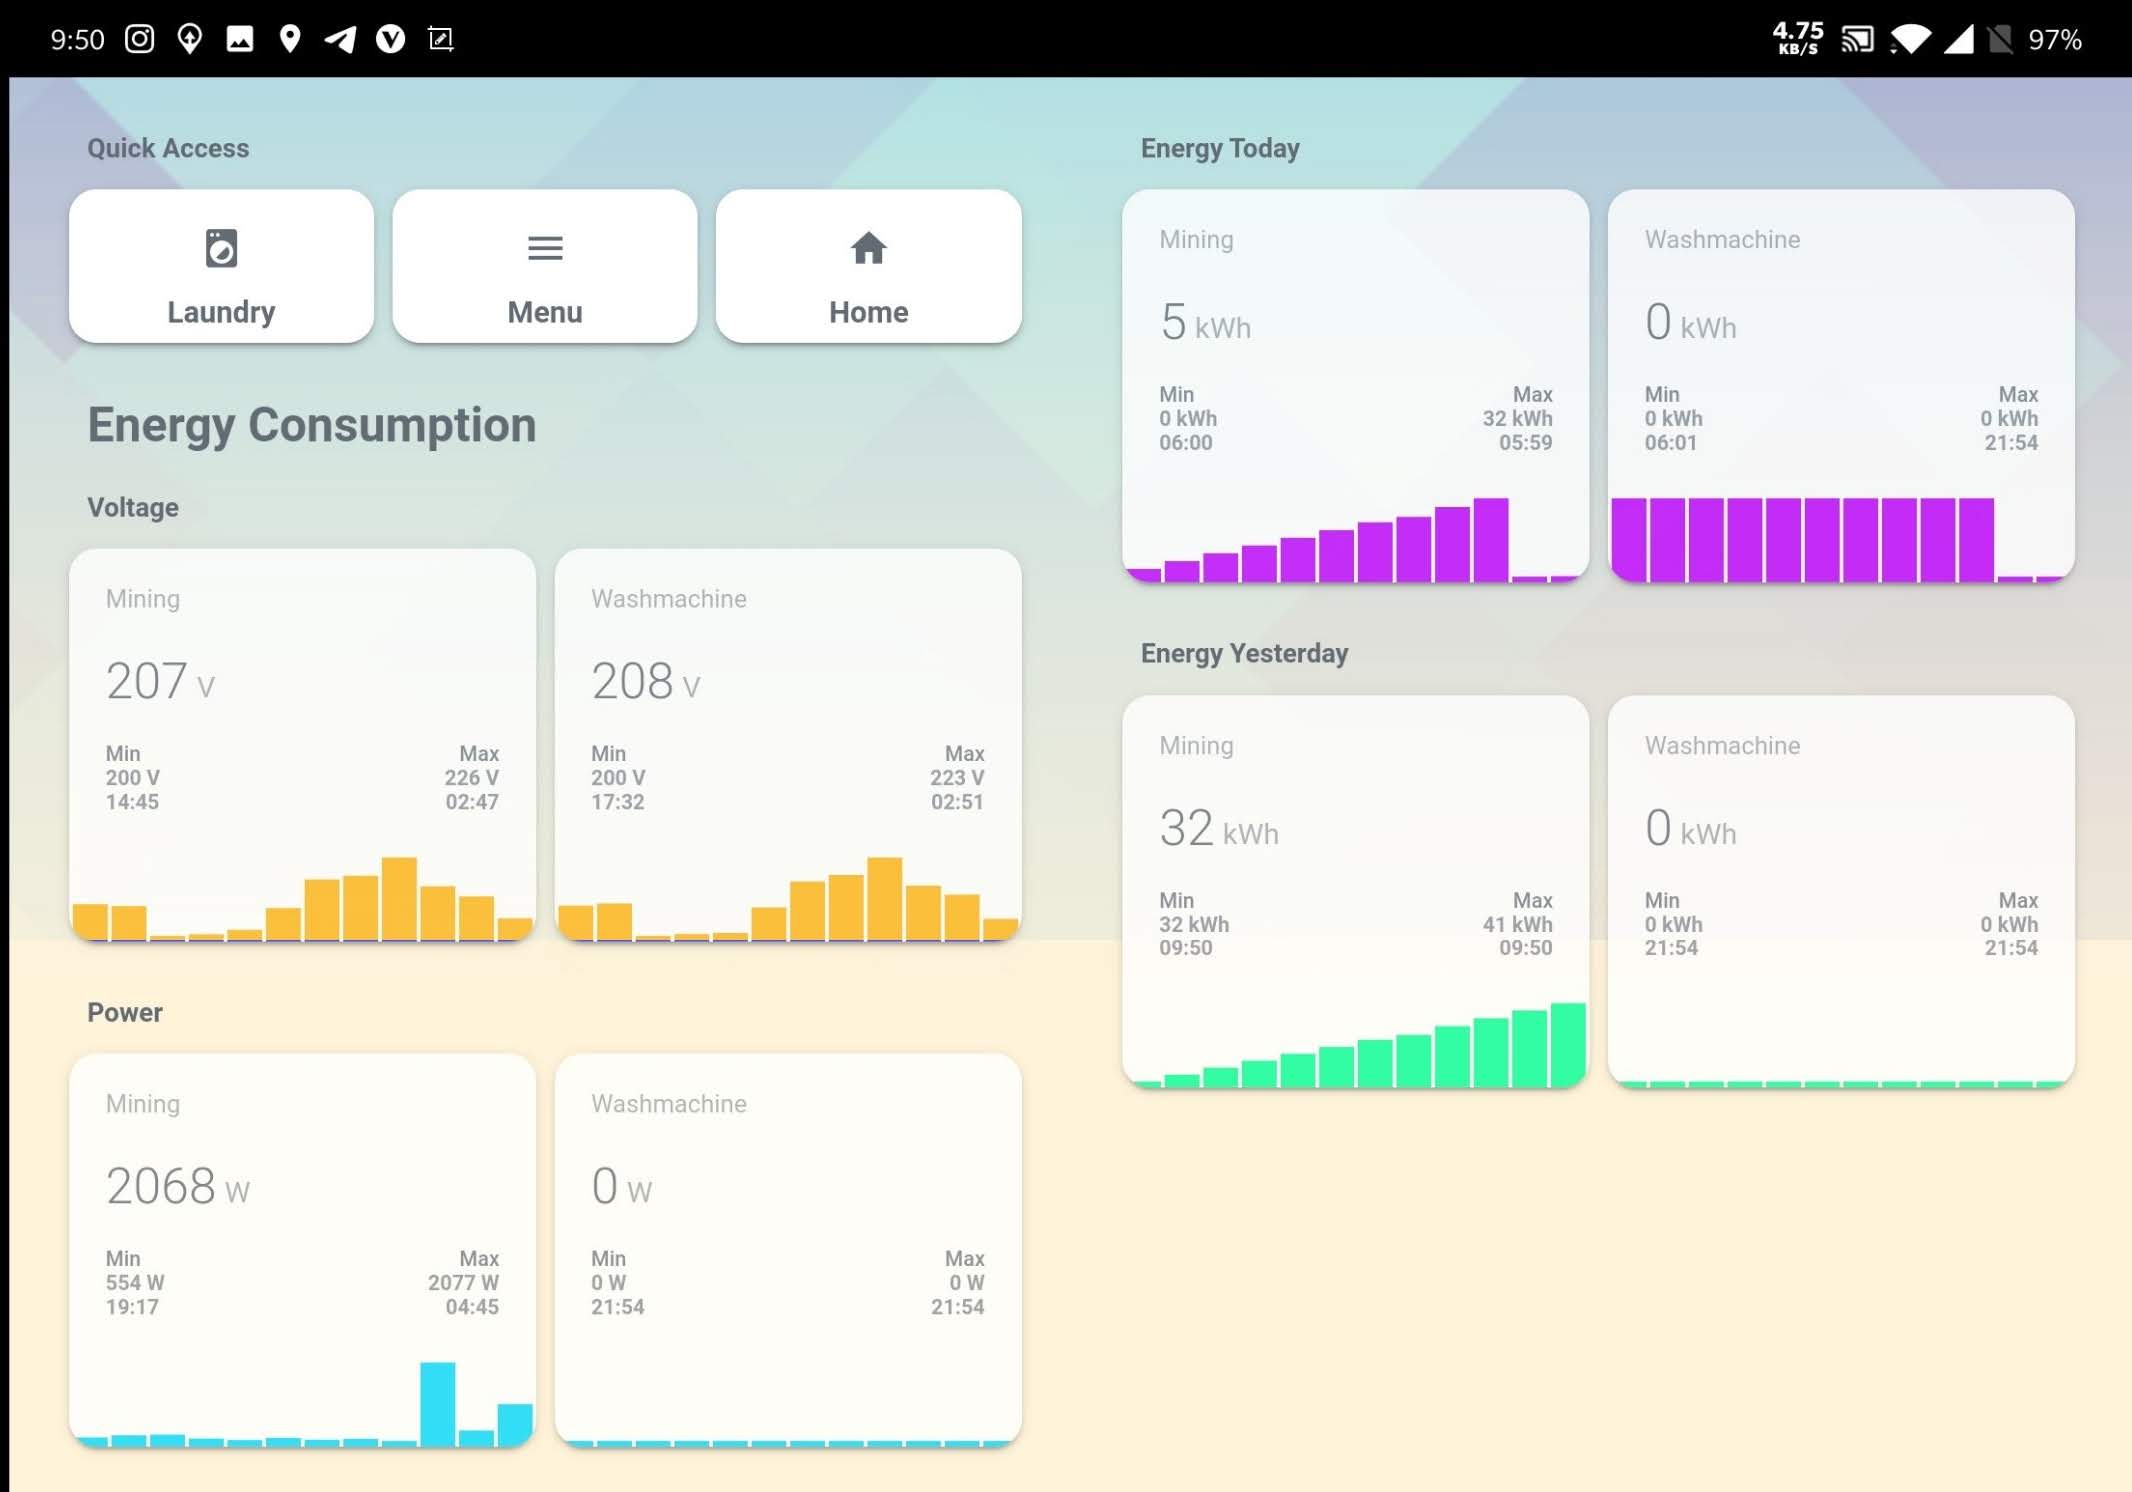 9:50
4.75
KB/S
97%
Quick Access
Laundry
Menu
Home
Energy Consumption
Voltage
Mining
207 V
Min
Max
200 V
226 V
14:45
02:47
Washmachine
208 V
Min
Max
200 V
223 V
17:32
02:51
Power
Mining
2068 W
Min
Max
554 W
2077 W
19:17
04:45
Washmachine
0 W
Min
Max
0 W
0 W
21:54
21:54
Energy Today
Mining
5 kWh
Min
Max
0 kWh
32 kWh
06:00
05:59
Washmachine
0 kWh
Min
Max
0 kWh
0 kWh
06:01
21:54
Energy Yesterday
Mining
32 kWh
Min
Max
32 kWh
41 kWh
09:50
09:50
Washmachine
0 kWh
Min
Max
0 kWh
0 kWh
21:54
21:54